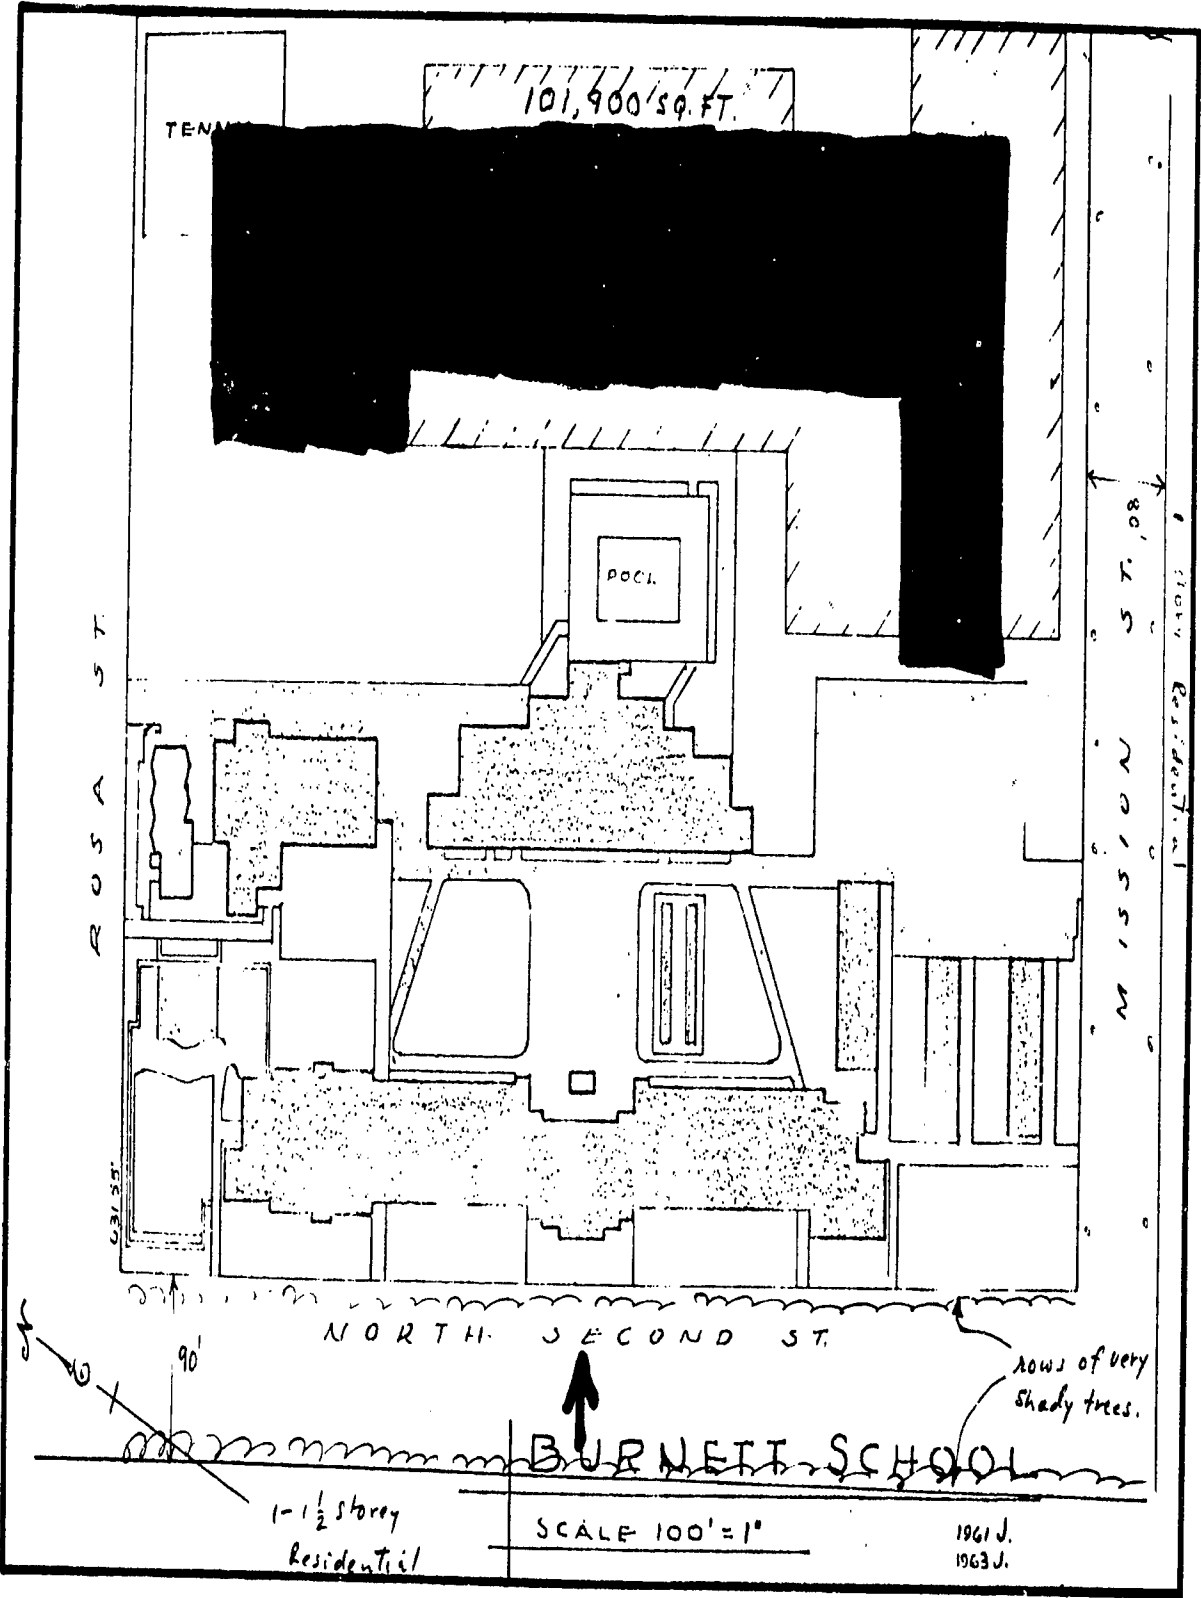 101,900 SQ. FT.
TENN
POOL
ROSA ST.
MISSION ST.
80'
Residential
NORTH SECOND ST.
90'
rows of very
shady trees.
BURNETT SCHOOL
1-1½ storey
Residential
SCALE 100' = 1"
1961 J.
1963 J.